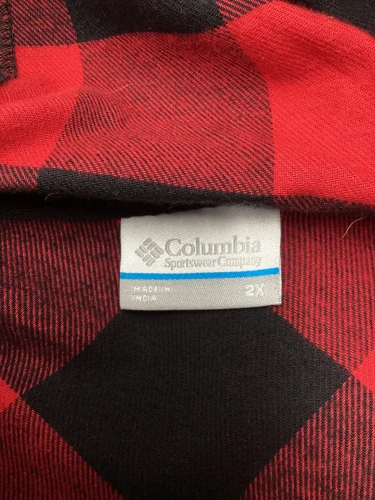 Columbia
Sportswear Company
MADE IN
INDIA
2X